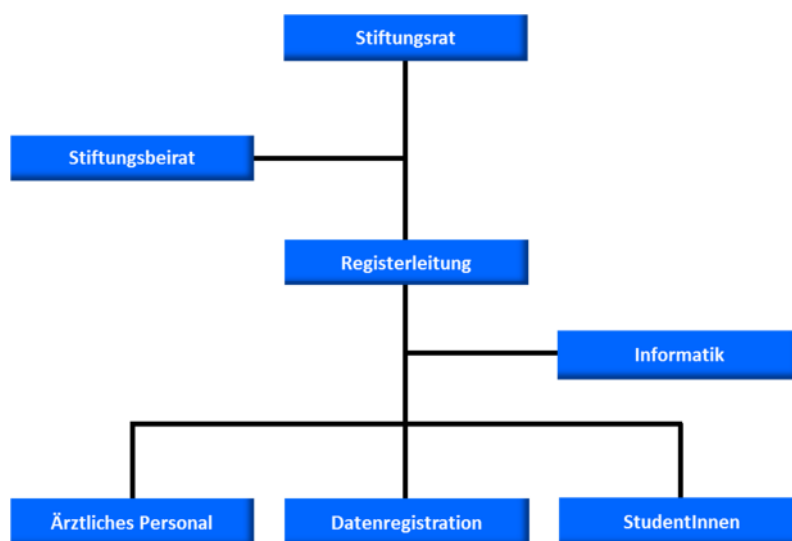 Stiftungsrat
Stiftungsbeirat
Registerleitung
Informatik
Ärztliches Personal
Datenregistration
StudentInnen